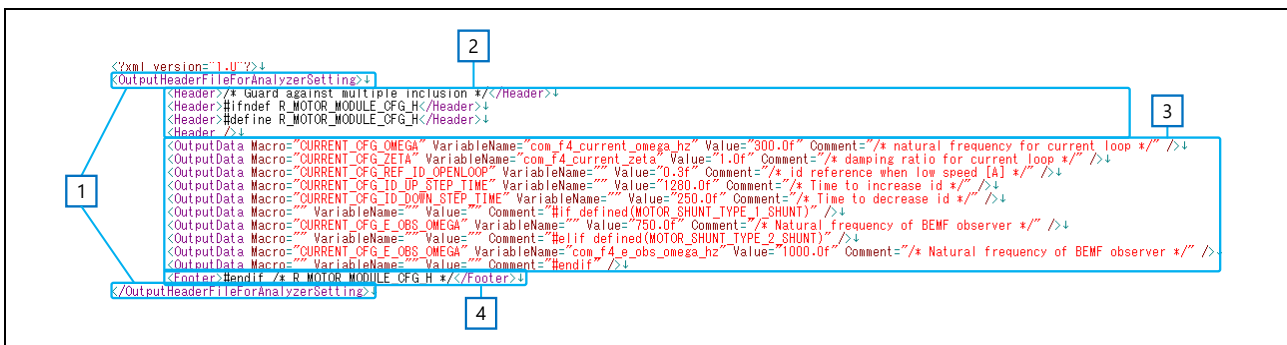 2
<?xml version="1.0"?>↓
<OutputHeaderFileForAnalyzerSetting>↓
<Header>/* Guard against multiple inclusion */</Header>↓
<Header>#ifndef R_MOTOR_MODULE_CFG_H</Header>↓
<Header>#define R_MOTOR_MODULE_CFG_H</Header>↓
<Header />↓
3
<OutputData Macro="CURRENT_CFG_OMEGA" VariableName="com_f4_current_omega_hz" Value="300.0f" Comment="/* natural frequency for current loop */" />↓
<OutputData Macro="CURRENT_CFG_ZETA" VariableName="com_f4_current_zeta" Value="1.0f" Comment="/* damping ratio for current loop */" />↓
<OutputData Macro="CURRENT_CFG_REF_ID_OPENLOOP" VariableName="" Value="0.3f" Comment="/* id reference when low speed [A] */" />↓
<OutputData Macro="CURRENT_CFG_ID_UP_STEP_TIME" VariableName="" Value="1280.0f" Comment="/* Time to increase id */" />↓
<OutputData Macro="CURRENT_CFG_ID_DOWN_STEP_TIME" VariableName="" Value="250.0f" Comment="/* Time to decrease id */" />↓
<OutputData Macro="" VariableName="" Value="" Comment="#if defined(MOTOR_SHUNT_TYPE_1_SHUNT)" />↓
<OutputData Macro="CURRENT_CFG_E_OBS_OMEGA" VariableName="" Value="750.0f" Comment="/* Natural frequency of BEMF observer */" />↓
<OutputData Macro="" VariableName="" Value="" Comment="#elif defined(MOTOR_SHUNT_TYPE_2_SHUNT)" />↓
<OutputData Macro="CURRENT_CFG_E_OBS_OMEGA" VariableName="com_f4_e_obs_omega_hz" Value="1000.0f" Comment="/* Natural frequency of BEMF observer */" />↓
<OutputData Macro="" VariableName="" Value="" Comment="#endif" />↓
<Footer>#endif /* R_MOTOR_MODULE_CFG_H */</Footer>↓
</OutputHeaderFileForAnalyzerSetting>↓
1
4